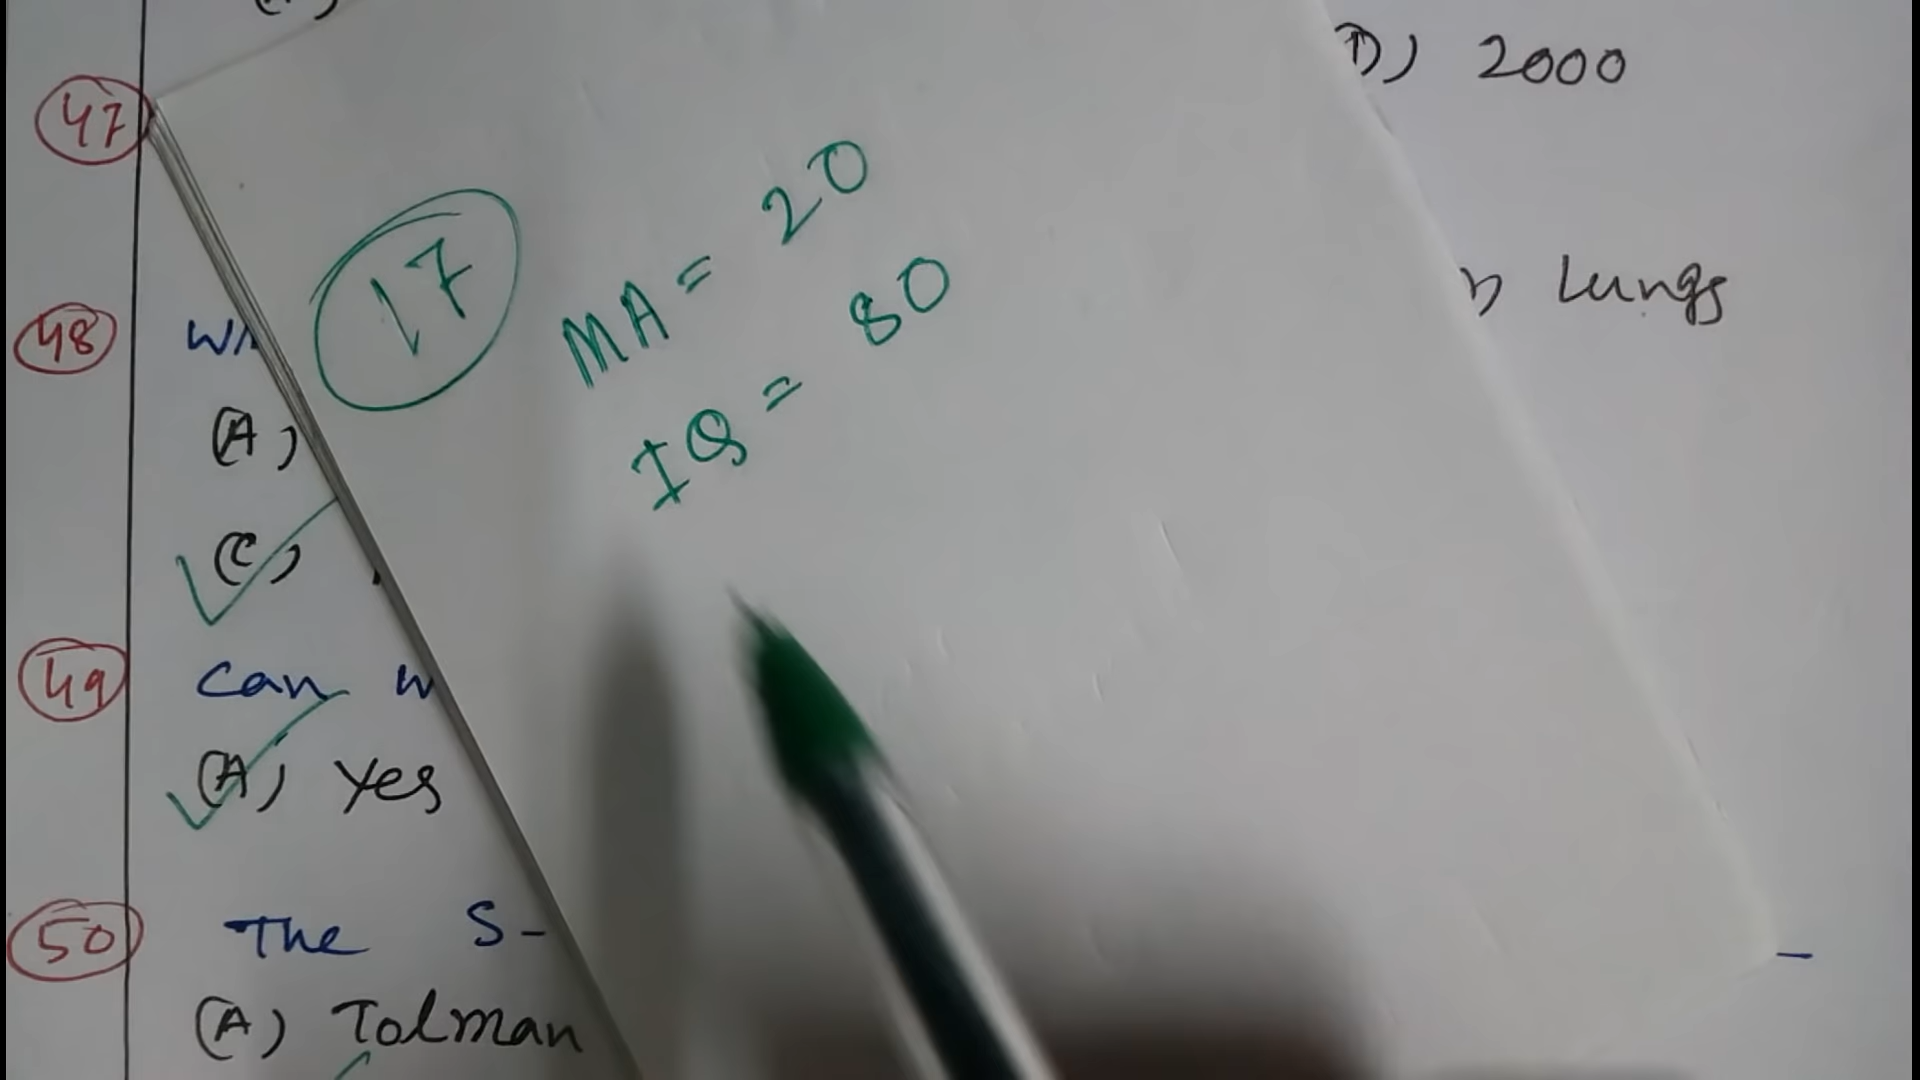 D) 2000
47
17
MA = 20
IQ = 80
Lungs
48
(A)
(C)
49 Can
(A) Yes
50 The S-
(A) Tolman